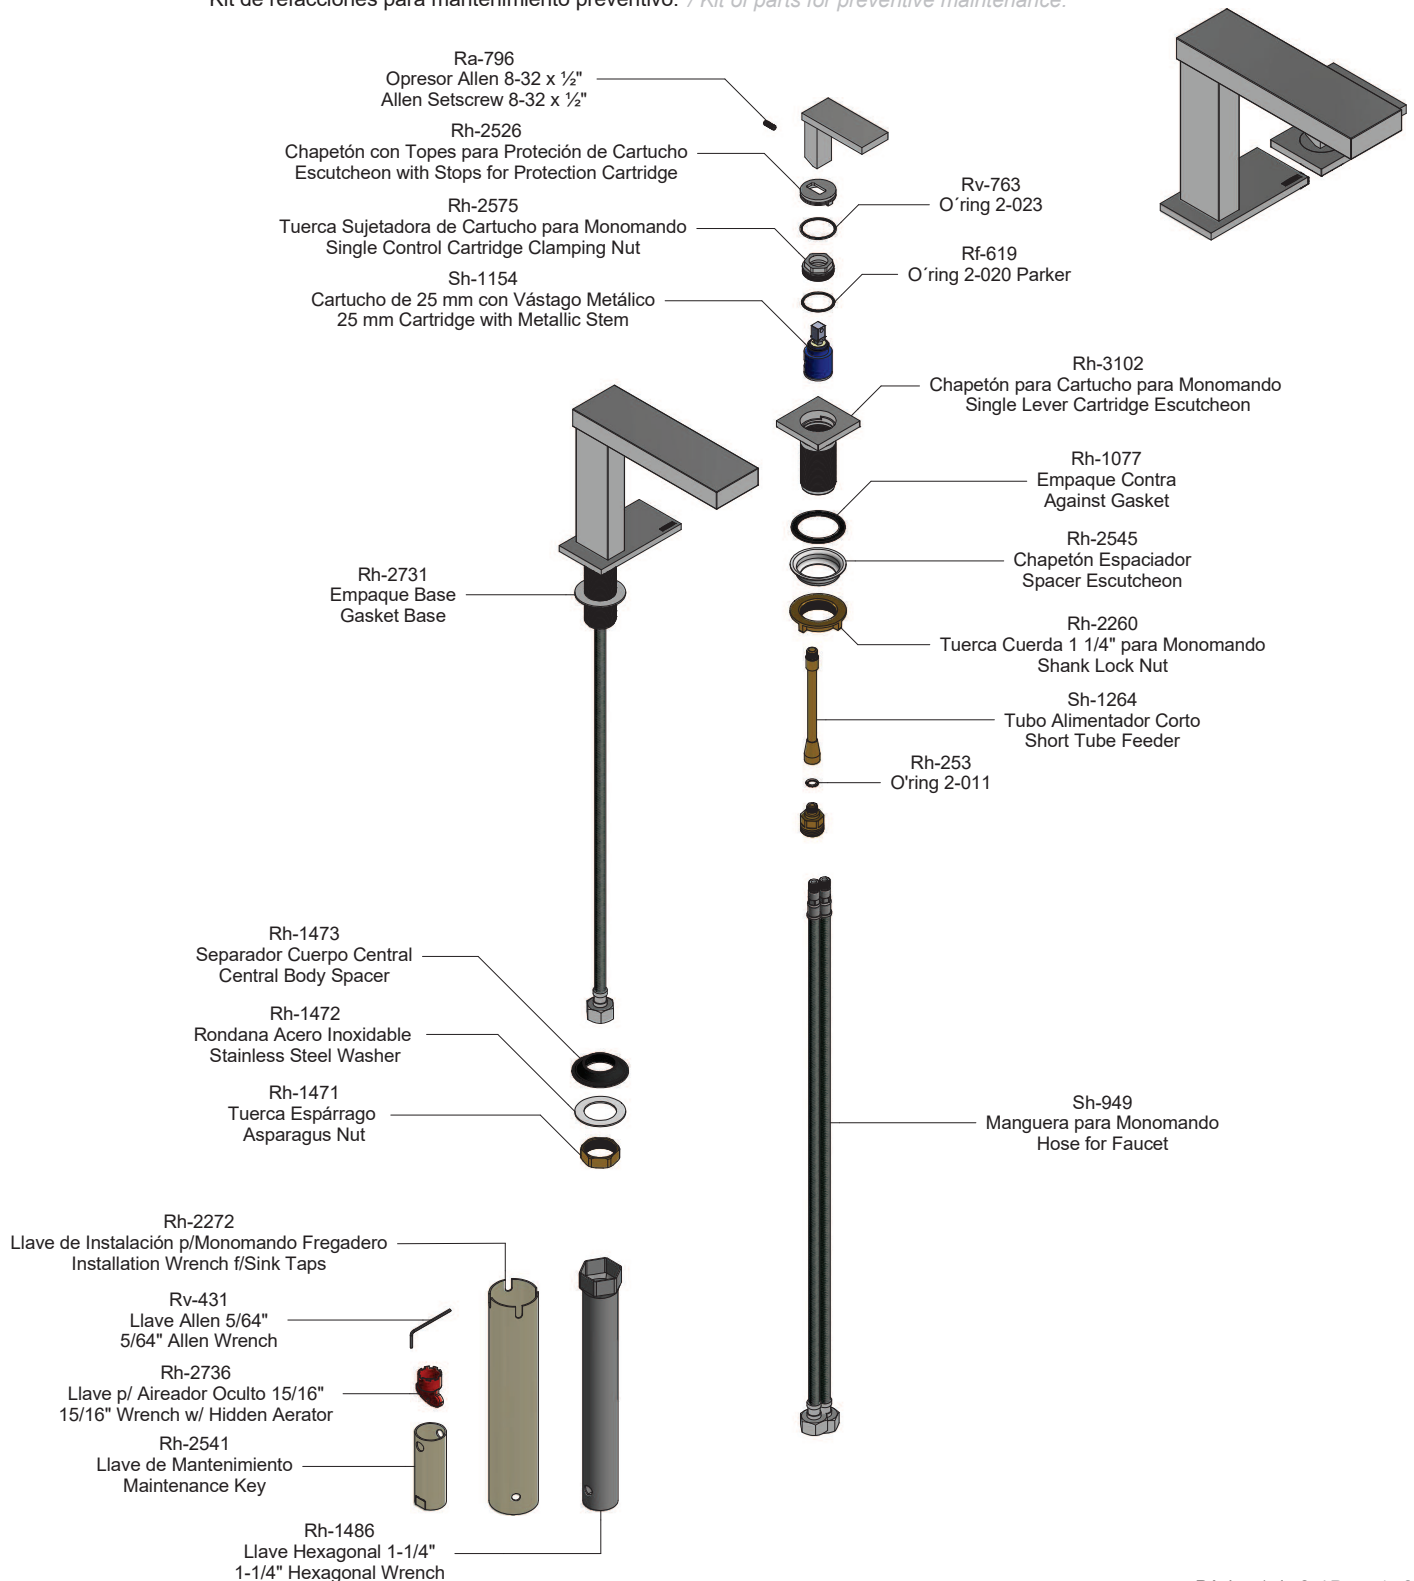 Kit de refacciones para mantenimiento preventivo. / Kit of parts for preventive maintenance.
Ra-796
Opresor Allen 8-32 x ½"
Allen Setscrew 8-32 x ½"
Rh-2526
Chapetón con Topes para Proteción de Cartucho
Escutcheon with Stops for Protection Cartridge
Rh-2575
Tuerca Sujetadora de Cartucho para Monomando
Single Control Cartridge Clamping Nut
Sh-1154
Cartucho de 25 mm con Vástago Metálico
25 mm Cartridge with Metallic Stem
Rv-763
O´ring 2-023
Rf-619
O´ring 2-020 Parker
Rh-3102
Chapetón para Cartucho para Monomando
Single Lever Cartridge Escutcheon
Rh-1077
Empaque Contra
Against Gasket
Rh-2545
Chapetón Espaciador
Spacer Escutcheon
Rh-2731
Empaque Base
Gasket Base
Rh-2260
Tuerca Cuerda 1 1/4" para Monomando
Shank Lock Nut
Sh-1264
Tubo Alimentador Corto
Short Tube Feeder
Rh-253
O'ring 2-011
Rh-1473
Separador Cuerpo Central
Central Body Spacer
Rh-1472
Rondana Acero Inoxidable
Stainless Steel Washer
Rh-1471
Tuerca Espárrago
Asparagus Nut
Sh-949
Manguera para Monomando
Hose for Faucet
Rh-2272
Llave de Instalación p/Monomando Fregadero
Installation Wrench f/Sink Taps
Rv-431
Llave Allen 5/64"
5/64" Allen Wrench
Rh-2736
Llave p/ Aireador Oculto 15/16"
15/16" Wrench w/ Hidden Aerator
Rh-2541
Llave de Mantenimiento
Maintenance Key
Rh-1486
Llave Hexagonal 1-1/4"
1-1/4" Hexagonal Wrench